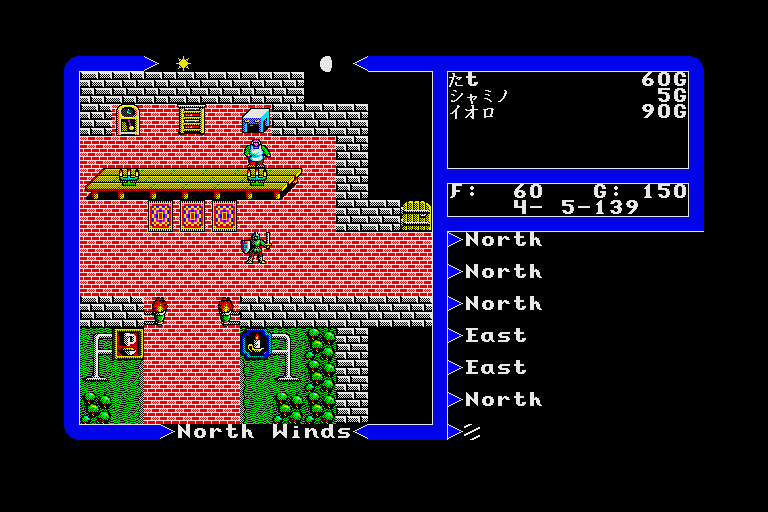 たt 60G
シャミノ 5G
イオロ 90G
F: 60 G: 150
4- 5-139
North
North
North
East
East
North
North Winds